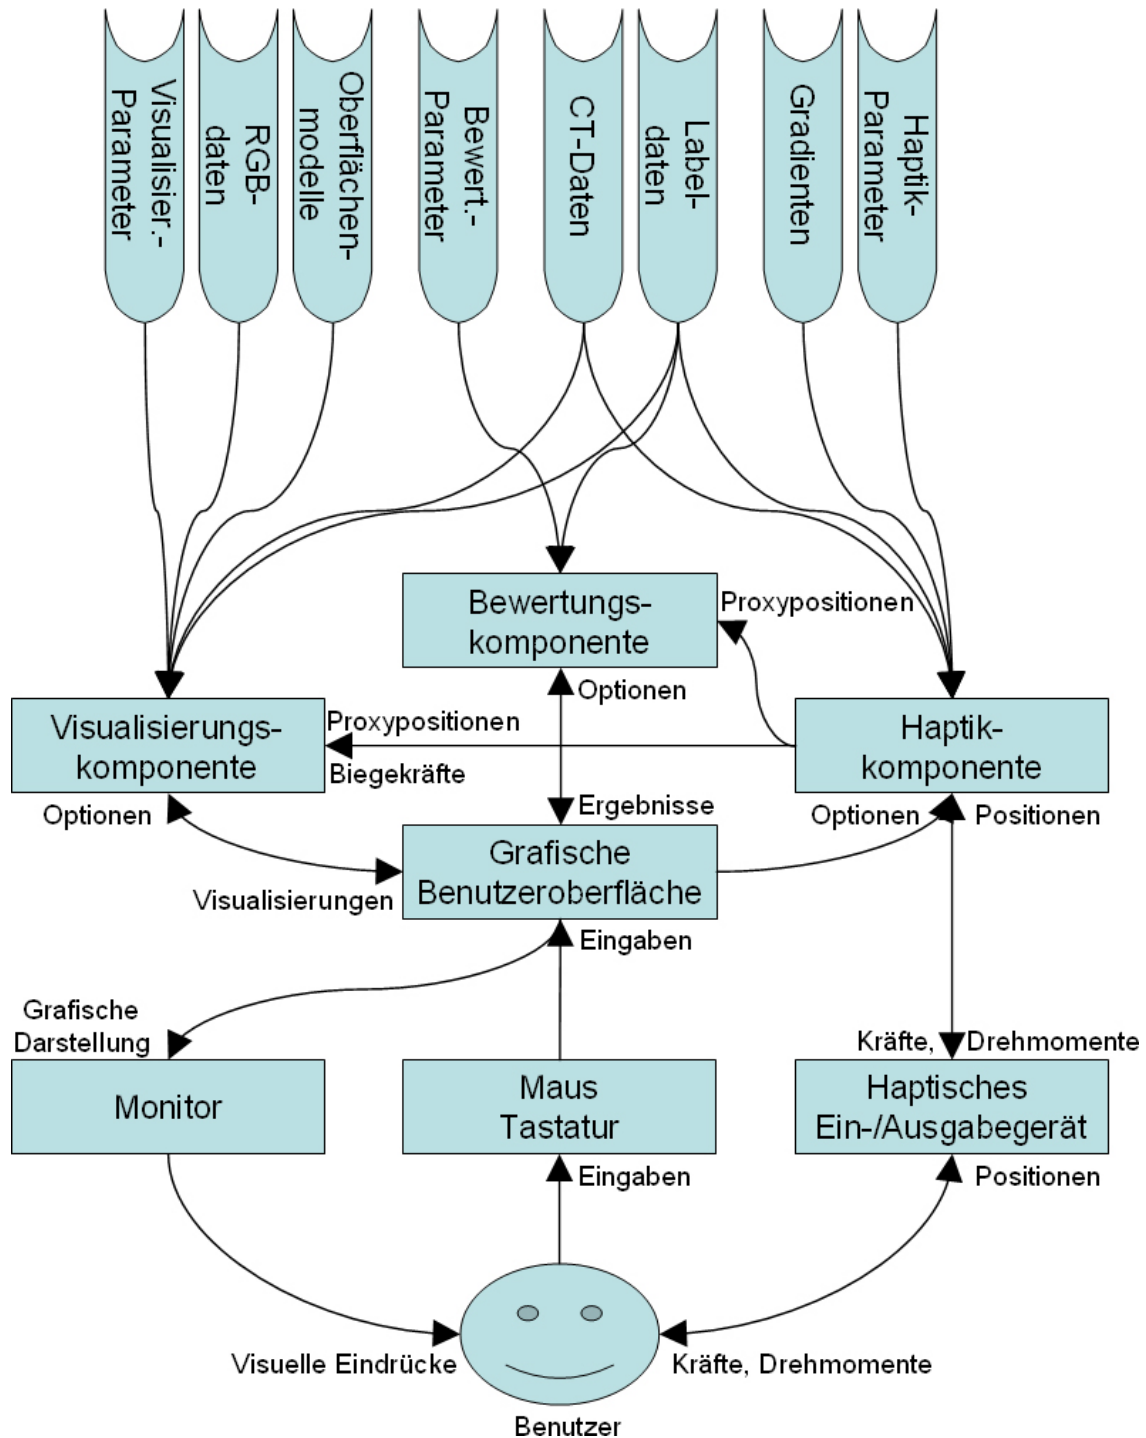 Visualisier.-
Parameter
RGB-
daten
Oberflächen-
modelle
Bewert.-
Parameter
CT-Daten
Label-
daten
Gradienten
Haptik-
Parameter
Bewertungs-
komponente
Proxypositionen
Optionen
Visualisierungs-
komponente
Proxypositionen
Biegekräfte
Haptik-
komponente
Optionen
Ergebnisse
Optionen
Positionen
Grafische
Benutzeroberfläche
Visualisierungen
Eingaben
Grafische
Darstellung
Kräfte, Drehmomente
Monitor
Maus
Tastatur
Haptisches
Ein-/Ausgabegerät
Eingaben
Positionen
Visuelle Eindrücke
Kräfte, Drehmomente
Benutzer